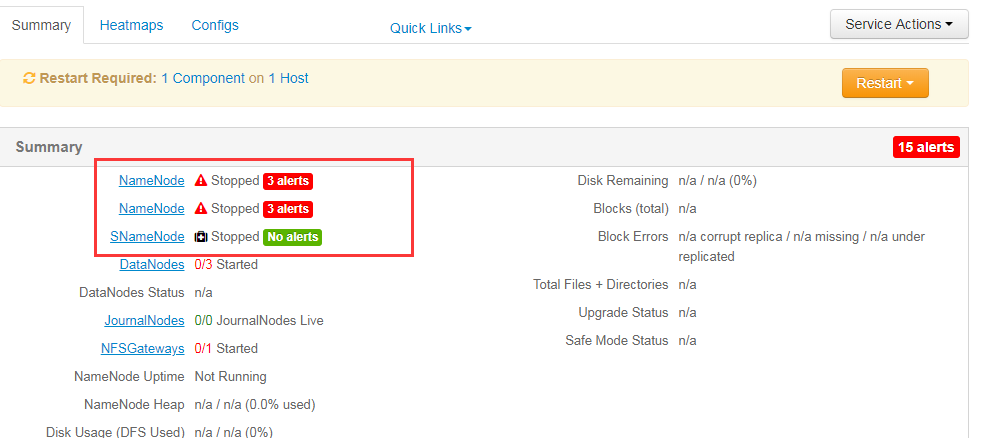 Summary Heatmaps Configs Quick Links Service Actions
Restart Required: 1 Component on 1 Host Restart
Summary 15 alerts
NameNode Stopped 3 alerts
NameNode Stopped 3 alerts
SNameNode Stopped No alerts
DataNodes 0/3 Started
DataNodes Status n/a
JournalNodes 0/0 JournalNodes Live
NFSGateways 0/1 Started
NameNode Uptime Not Running
NameNode Heap n/a / n/a (0.0% used)
Disk Usage (DFS Used) n/a / n/a (0%)
Disk Remaining n/a / n/a (0%)
Blocks (total) n/a
Block Errors n/a corrupt replica / n/a missing / n/a under
replicated
Total Files + Directories n/a
Upgrade Status n/a
Safe Mode Status n/a